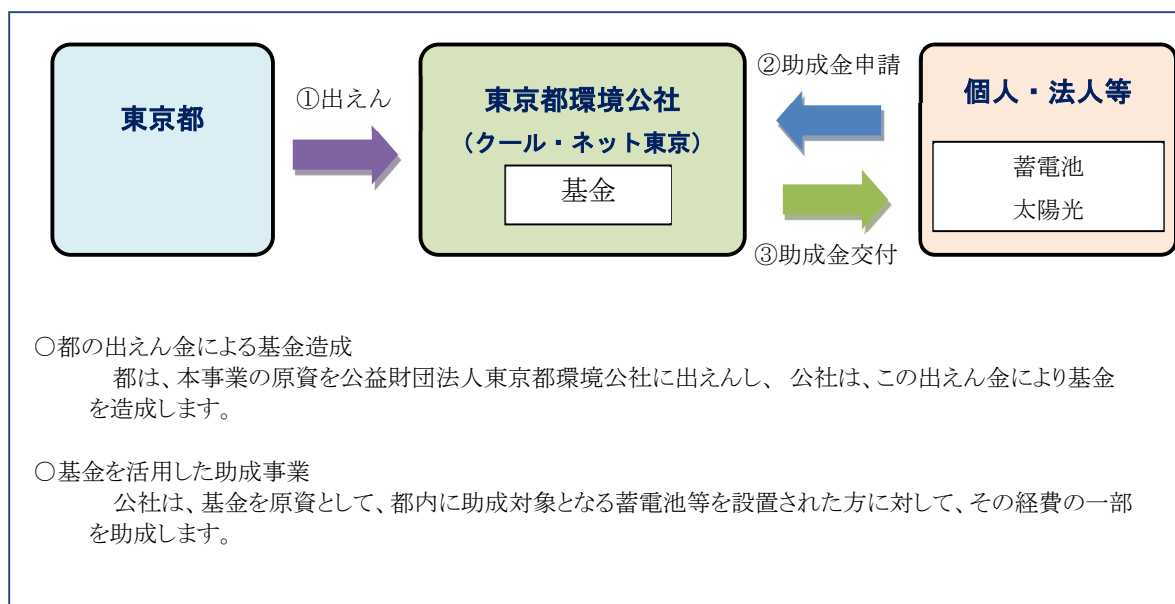 東京都
①出えん
東京都環境公社
（クール・ネット東京）
基金
②助成金申請
③助成金交付
個人・法人等
蓄電池
太陽光
〇都の出えん金による基金造成
都は、本事業の原資を公益財団法人東京都環境公社に出えんし、 公社は、この出えん金により基金
を造成します。
〇基金を活用した助成事業
公社は、基金を原資として、都内に助成対象となる蓄電池等を設置された方に対して、その経費の一部
を助成します。